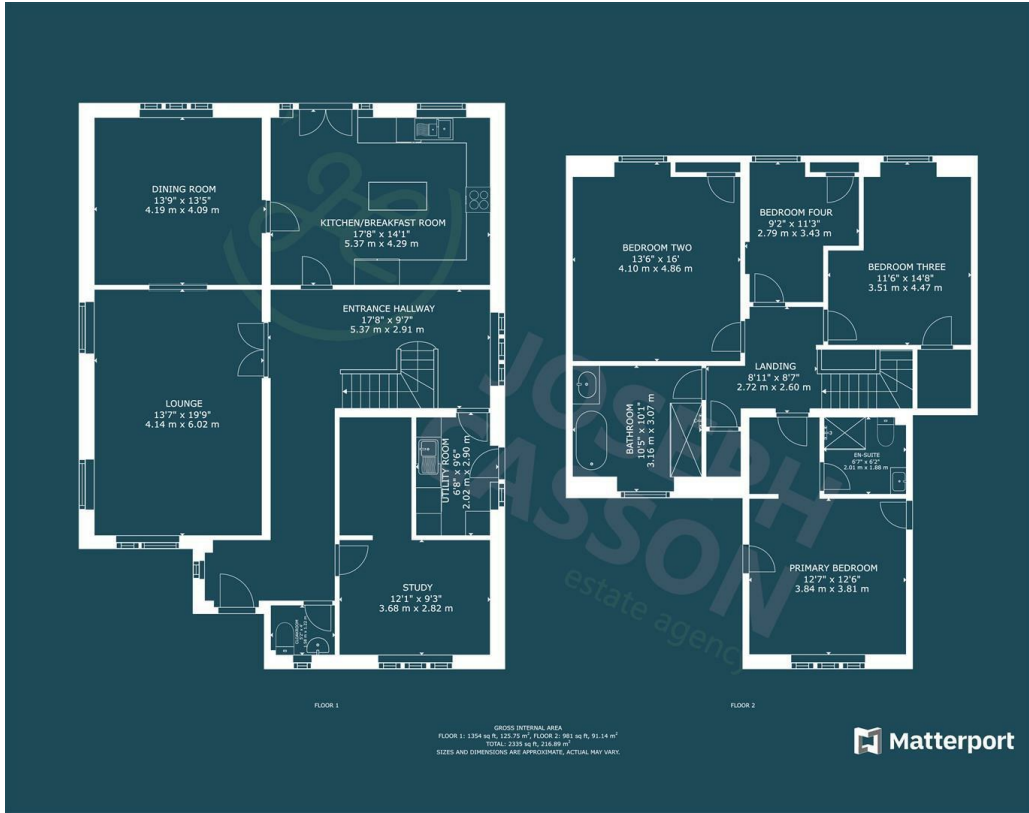 DINING ROOM
13'9" x 13'5"
4.19 m x 4.09 m
KITCHEN/BREAKFAST ROOM
17'8" x 14'1"
5.37 m x 4.29 m
ENTRANCE HALLWAY
17'8" x 9'7"
5.37 m x 2.91 m
LOUNGE
13'7" x 19'9"
4.14 m x 6.02 m
UTILITY ROOM
6'8" x 9'6"
2.02 m x 2.90 m
STUDY
12'1" x 9'3"
3.68 m x 2.82 m
CLOAKROOM
FLOOR 1
BEDROOM TWO
13'6" x 16'
4.10 m x 4.86 m
BEDROOM FOUR
9'2" x 11'3"
2.79 m x 3.43 m
BEDROOM THREE
11'6" x 14'8"
3.51 m x 4.47 m
LANDING
8'11" x 8'7"
2.72 m x 2.60 m
BATHROOM
10'5" x 10'1"
3.16 m x 3.07 m
EN-SUITE
6'7" x 6'2"
2.01 m x 1.88 m
PRIMARY BEDROOM
12'7" x 12'6"
3.84 m x 3.81 m
FLOOR 2
JOSEPH
CASSON
estate agency
GROSS INTERNAL AREA
FLOOR 1: 1354 sq ft, 125.75 m², FLOOR 2: 981 sq ft, 91.14 m²
TOTAL: 2335 sq ft, 216.89 m²
SIZES AND DIMENSIONS ARE APPROXIMATE, ACTUAL MAY VARY.
Matterport